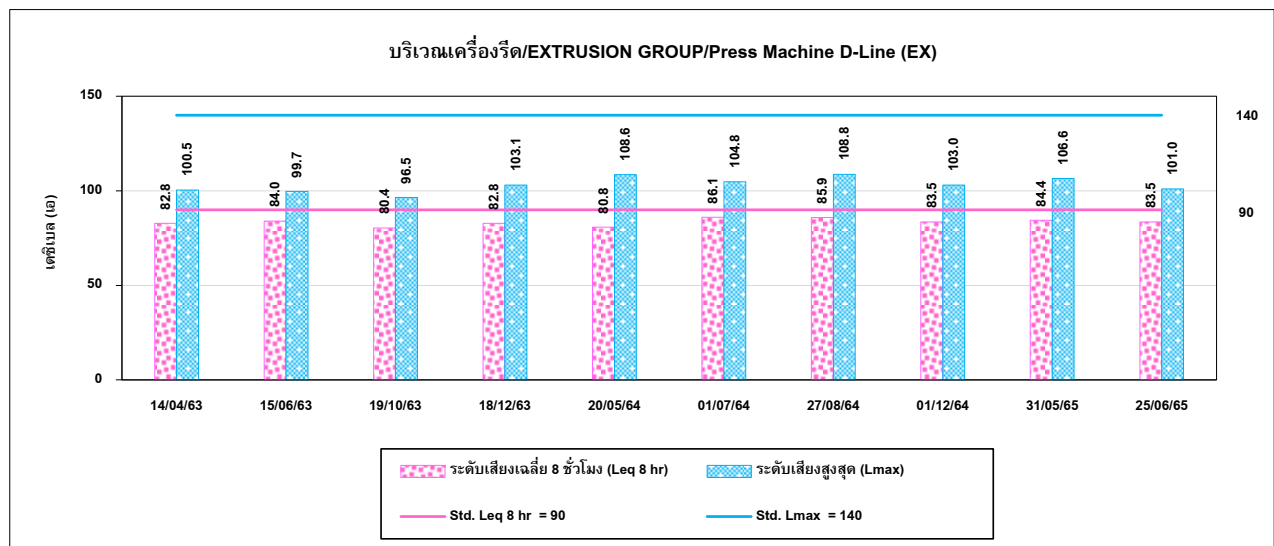 บริเวณเครื่องรีด/EXTRUSION GROUP/Press Machine D-Line (EX)
เดซิเบล (เอ)
150
100
50
0
140
90
82.8 100.5 84.0 99.7 80.4 96.5 82.8 103.1 80.8 108.6 86.1 104.8 85.9 108.8 83.5 103.0 84.4 106.6 83.5 101.0
14/04/63 15/06/63 19/10/63 18/12/63 20/05/64 01/07/64 27/08/64 01/12/64 31/05/65 25/06/65
ระดับเสียงเฉลี่ย 8 ชั่วโมง (Leq 8 hr) ระดับเสียงสูงสุด (Lmax)
Std. Leq 8 hr = 90 Std. Lmax = 140